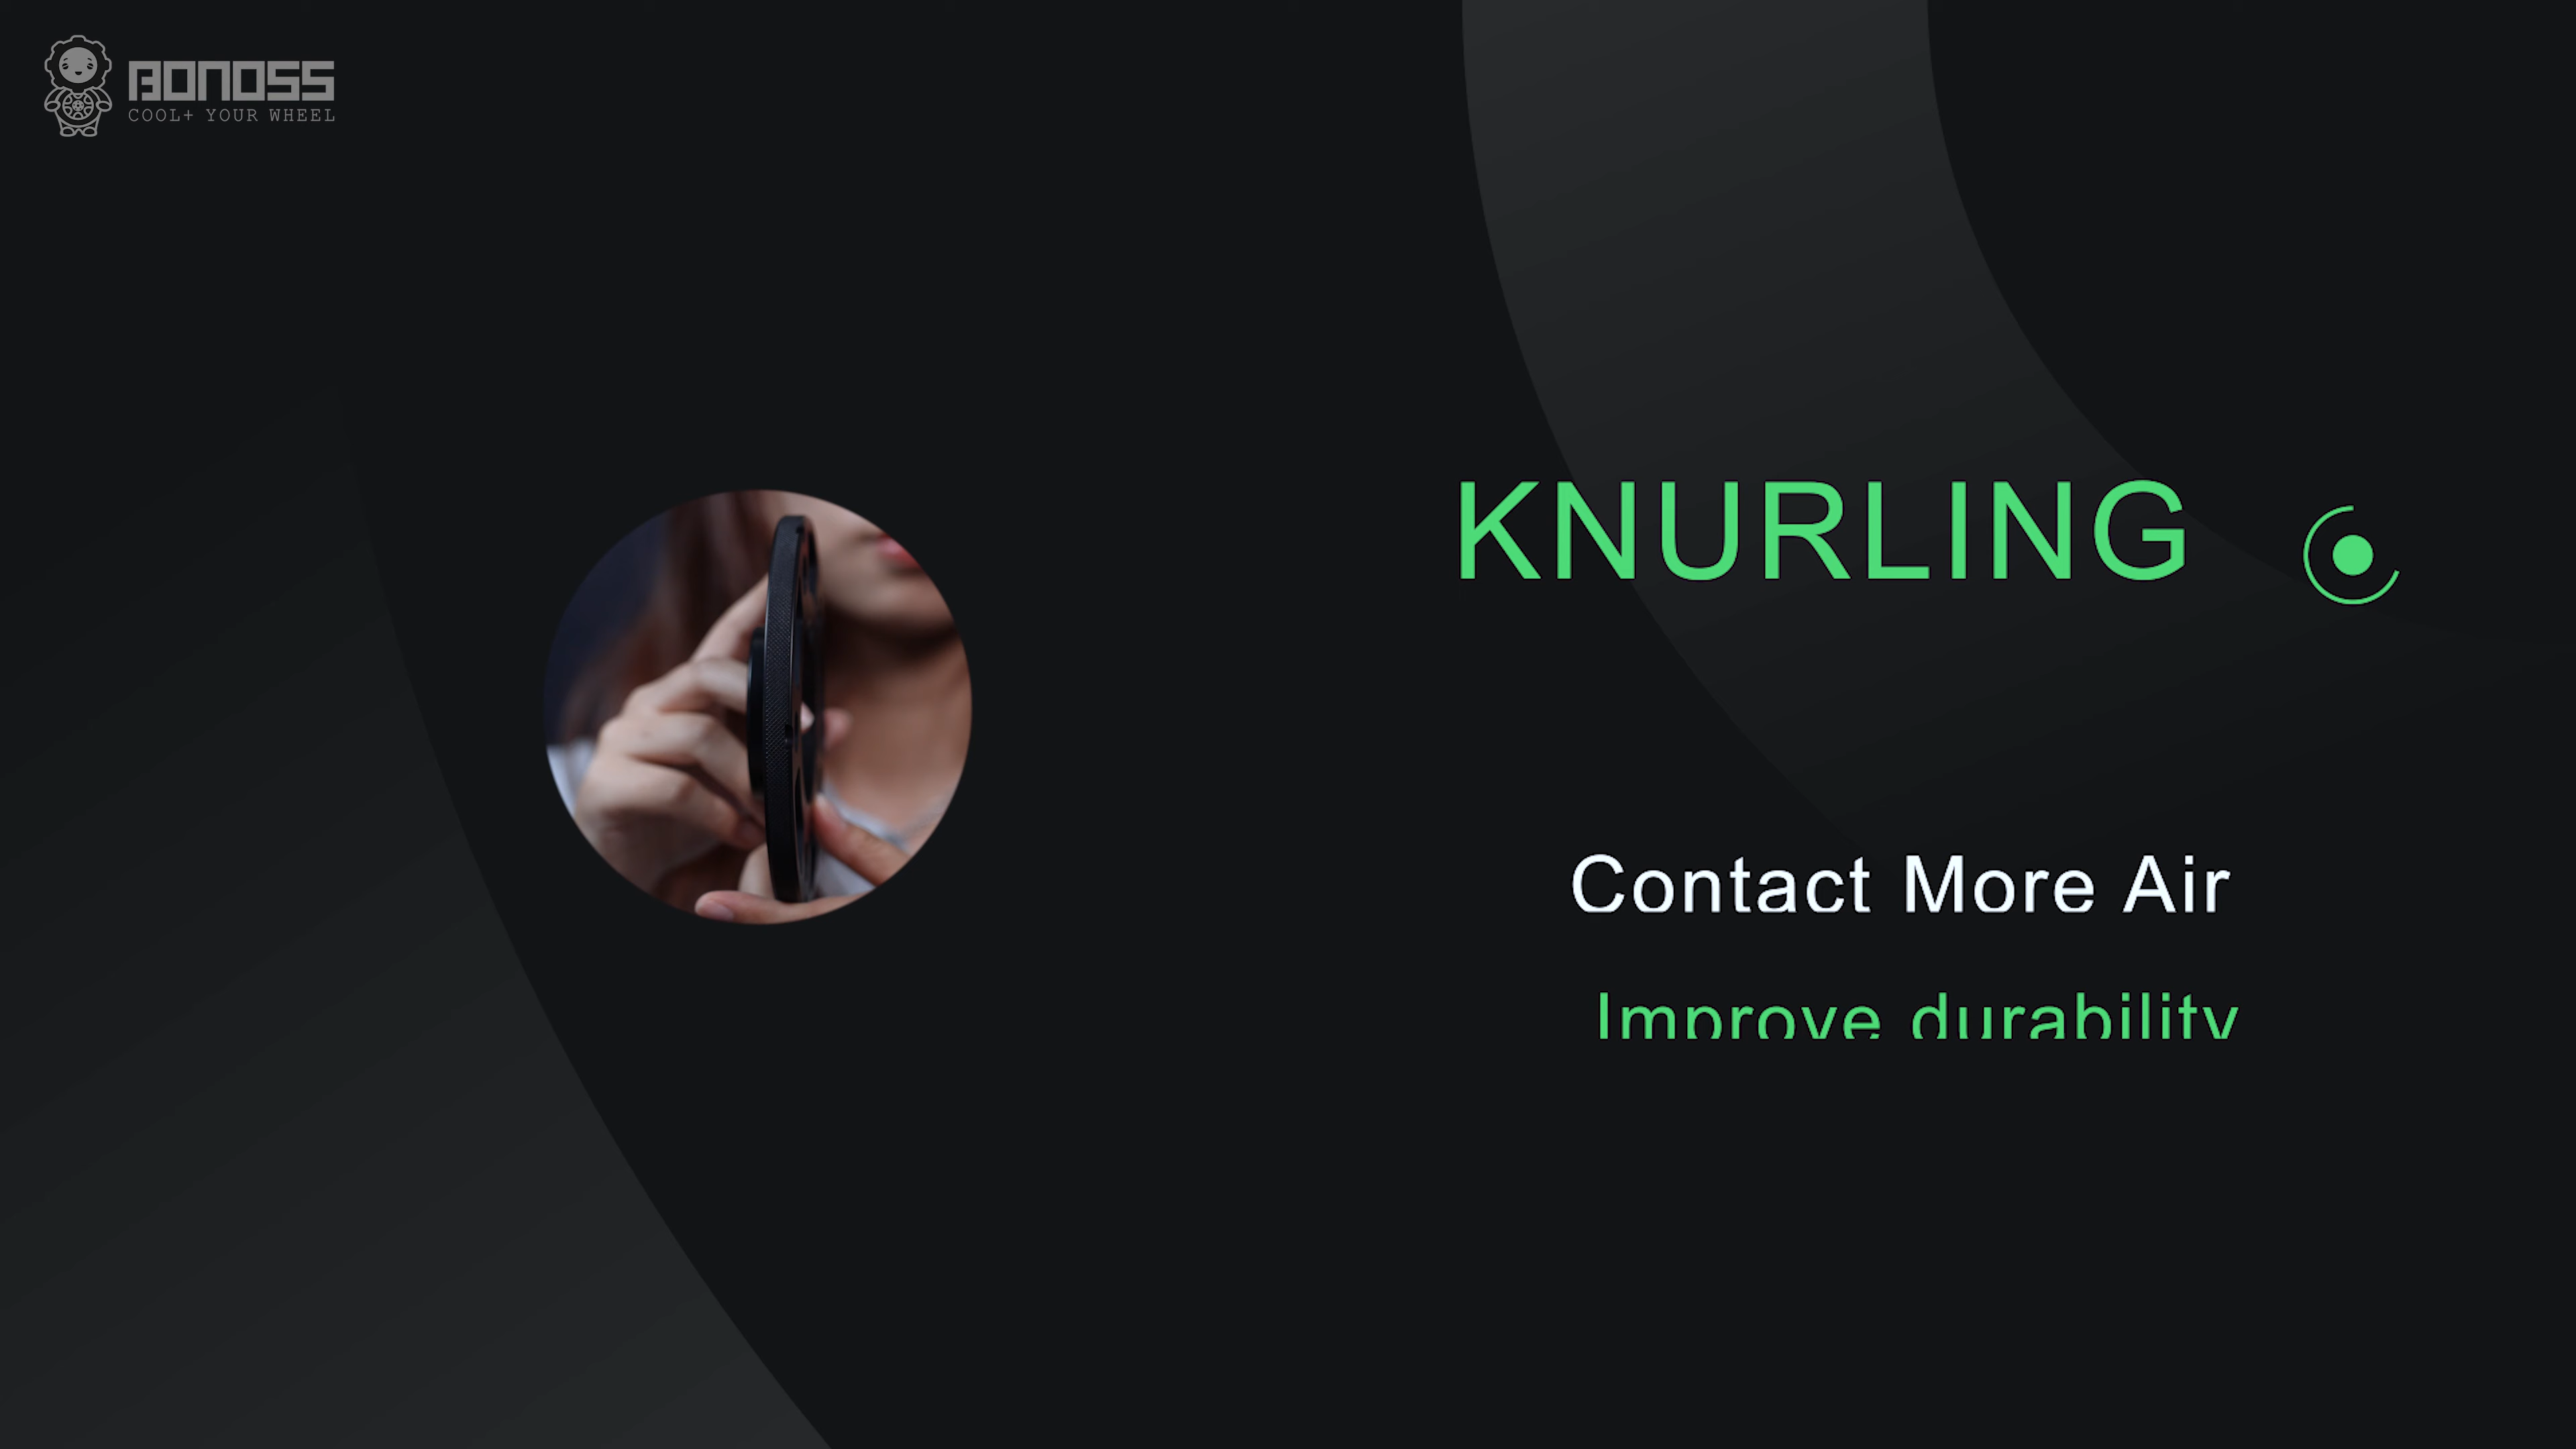 BONOSS
COOL+ YOUR WHEEL
KNURLING
Contact More Air
Improve durability